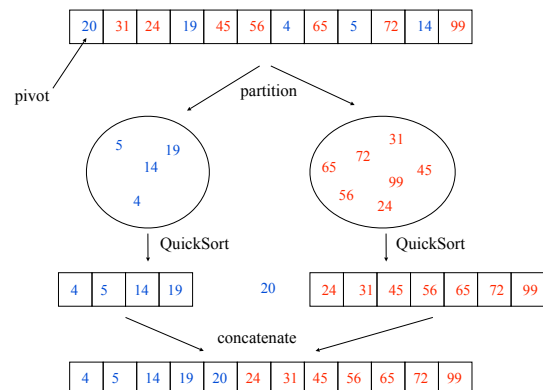 20 31 24 19 45 56 4 65 5 72 14 99
pivot
partition
5 19
14
4
31
72
65 45
99
56
24
QuickSort QuickSort
4 5 14 19 20 24 31 45 56 65 72 99
concatenate
4 5 14 19 20 24 31 45 56 65 72 99